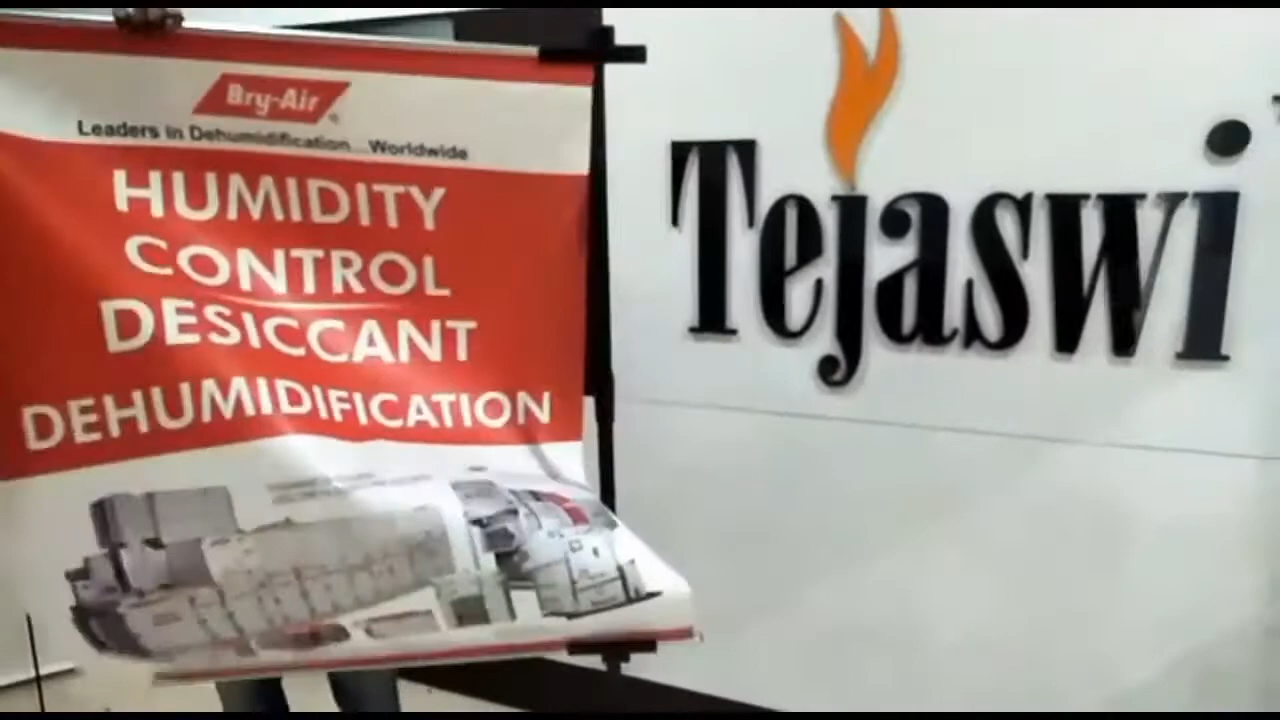 Bry-Air
Leaders in Dehumidification...Worldwide
HUMIDITY
CONTROL
DESICCANT
DEHUMIDIFICATION
Tejaswi